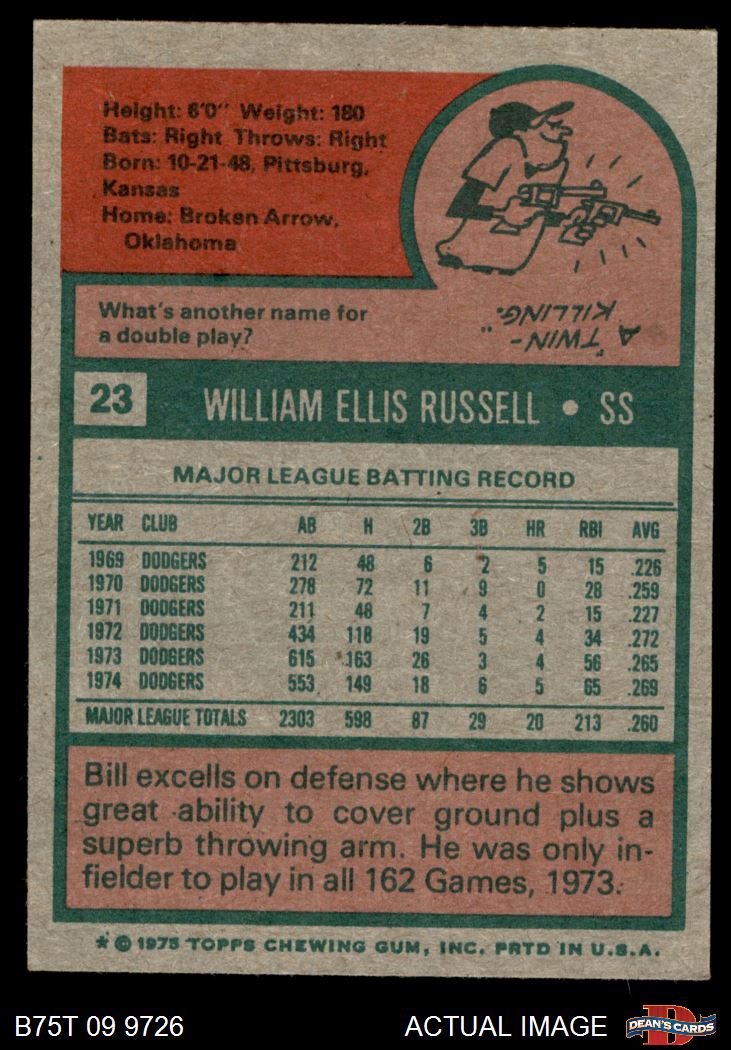 Height: 6'0" Weight: 180
Bats: Right Throws: Right
Born: 10-21-48, Pittsburg,
Kansas
Home: Broken Arrow,
Oklahoma
What's another name for
a double play?
A "TWIN-
KILLING."
23 WILLIAM ELLIS RUSSELL • SS
MAJOR LEAGUE BATTING RECORD
YEAR CLUB AB H 2B 3B HR RBI AVG
1969 DODGERS 212 48 6 2 5 15 .226
1970 DODGERS 278 72 11 9 0 28 .259
1971 DODGERS 211 48 7 4 2 15 .227
1972 DODGERS 434 118 19 5 4 34 .272
1973 DODGERS 615 163 26 3 4 56 .265
1974 DODGERS 553 149 18 6 5 65 .269
MAJOR LEAGUE TOTALS 2303 598 87 29 20 213 .260
Bill excells on defense where he shows
great ability to cover ground plus a
superb throwing arm. He was only in-
fielder to play in all 162 Games, 1973.
* © 1975 TOPPS CHEWING GUM, INC. PRTD IN U.S.A.
B75T 09 9726 ACTUAL IMAGE
D
DEAN'S CARDS